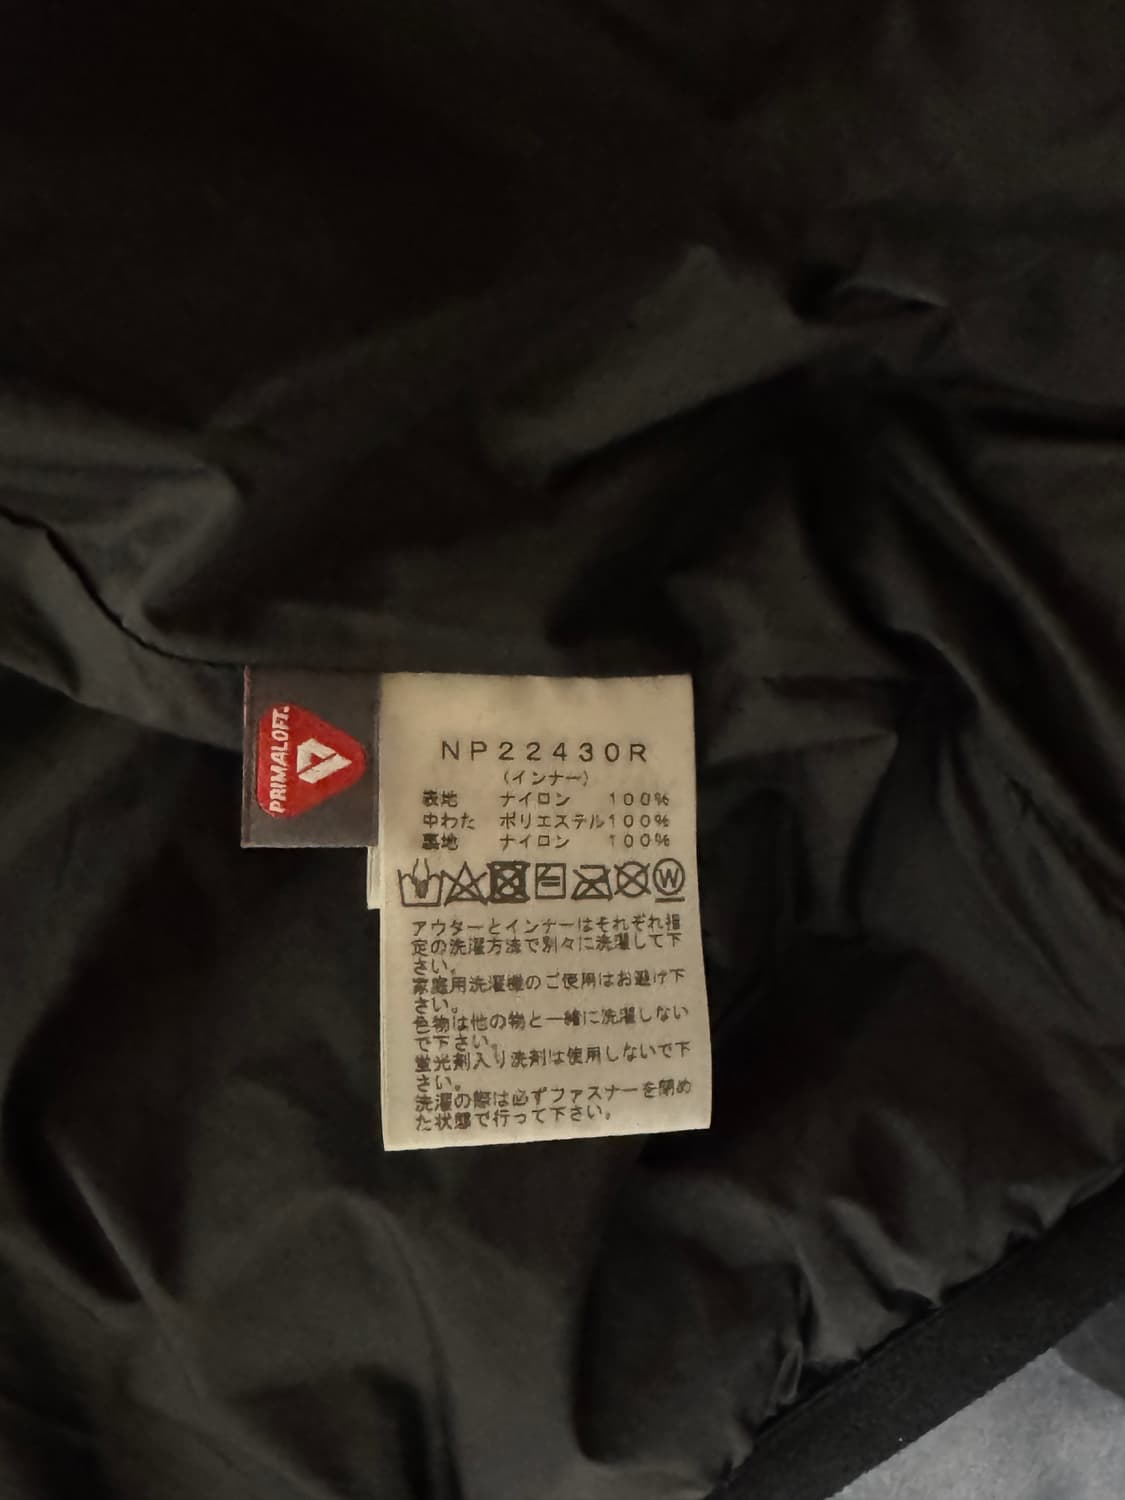 PRIMALOFT
NP22430R
(インナー)
表地 ナイロン 100%
中わた ポリエステル100%
裏地 ナイロン 100%
W
アウターとインナーはそれぞれ指
定の洗濯方法で別々に洗濯して下
さい。
家庭用洗濯機のご使用はお避け下
さい。
色物は他の物と一緒に洗濯しない
で下さい。
蛍光剤入り洗剤は使用しないで下
さい。
洗濯の際は必ずファスナーを閉め
た状態で行って下さい。